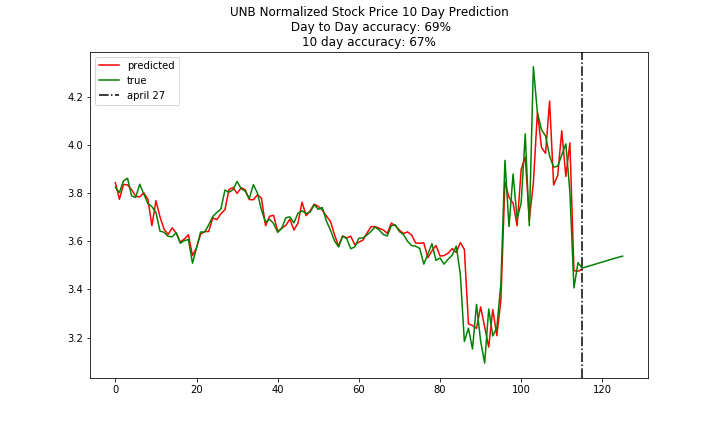 UNB Normalized Stock Price 10 Day Prediction
Day to Day accuracy: 69%
10 day accuracy: 67%
predicted
true
april 27
4.2
4.0
3.8
3.6
3.4
3.2
0 20 40 60 80 100 120